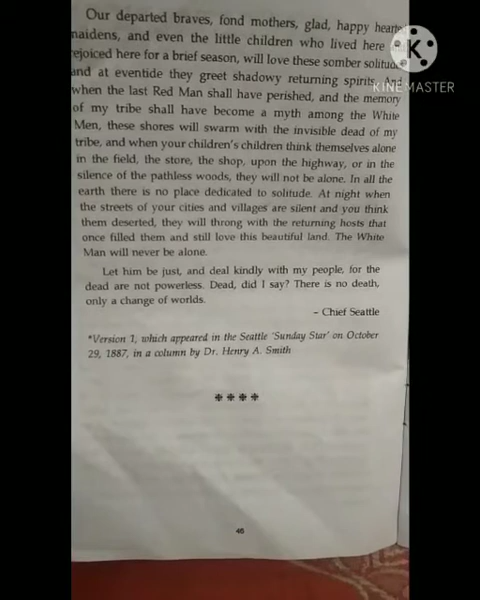 Our departed braves, fond mothers, glad, happy hearted
maidens, and even the little children who lived here
rejoiced here for a brief season, will love these somber solitudes
and at eventide they greet shadowy returning spirits. And
when the last Red Man shall have perished, and the memory
of my tribe shall have become a myth among the White
Men, these shores will swarm with the invisible dead of my
tribe, and when your children's children think themselves alone
in the field, the store, the shop, upon the highway, or in the
silence of the pathless woods, they will not be alone. In all the
earth there is no place dedicated to solitude. At night when
the streets of your cities and villages are silent and you think
them deserted, they will throng with the returning hosts that
once filled them and still love this beautiful land. The White
Man will never be alone.
Let him be just, and deal kindly with my people, for the
dead are not powerless. Dead, did I say? There is no death,
only a change of worlds.
– Chief Seattle
*Version 1, which appeared in the Seattle 'Sunday Star' on October
29, 1887, in a column by Dr. Henry A. Smith
46
K
KINEMASTER